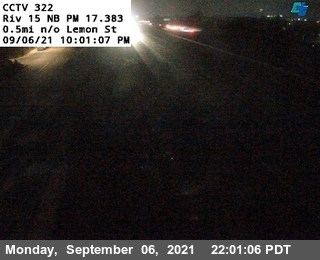 CCTV 322
Riv 15 NB PM 17.383
0.5mi n/o Lemon St
09/06/21 10:01:07 PM
Monday, September 06, 2021 22:01:06 PDT